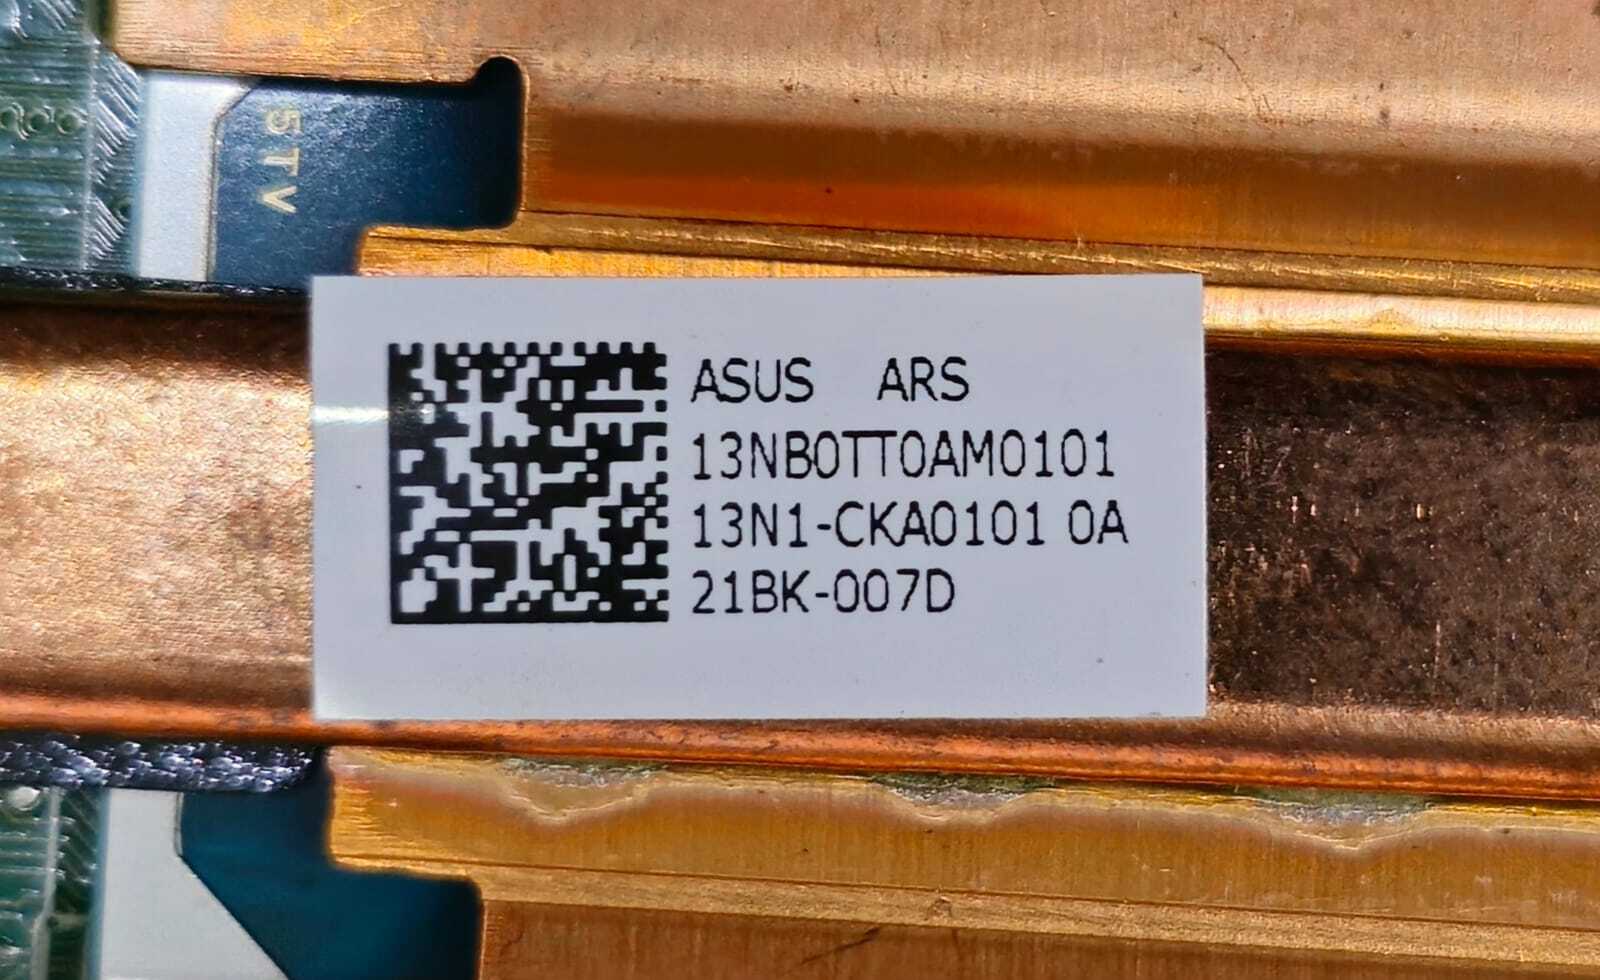 5TV
ASUS ARS
13NB0TT0AM0101
13N1-CKA0101 0A
21BK-007D